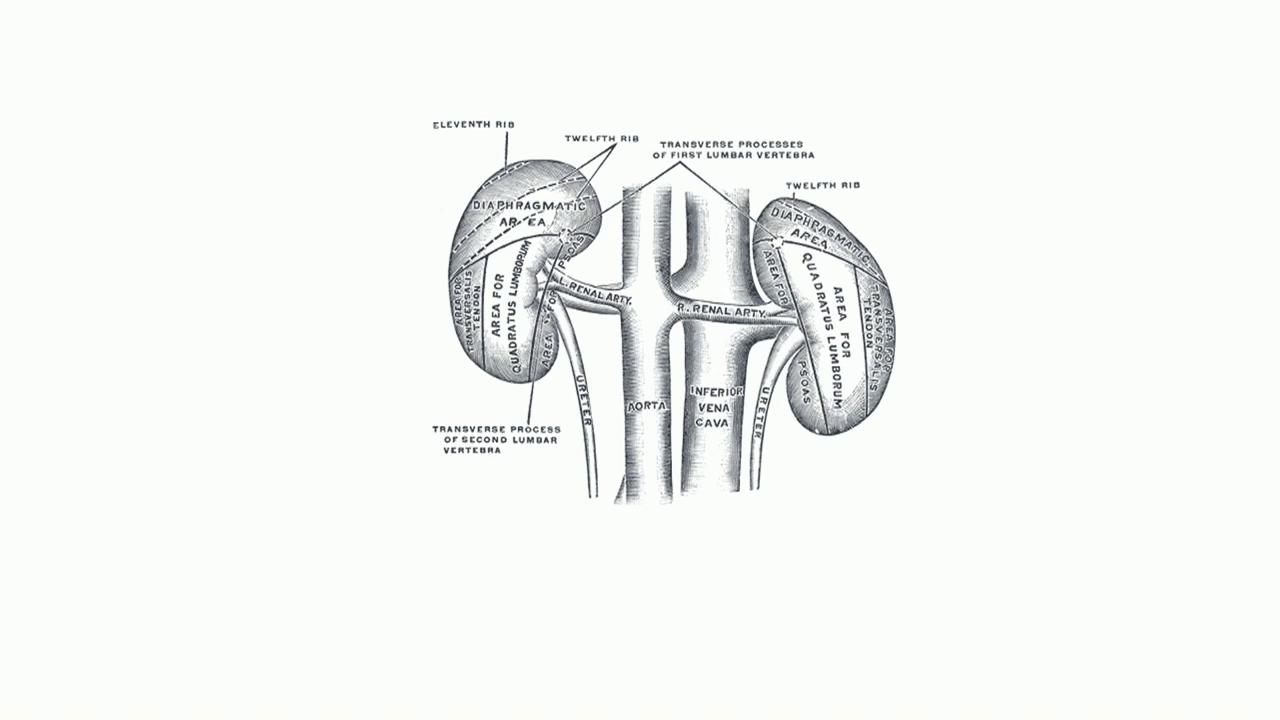 ELEVENTH RIB
TWELFTH RIB
TRANSVERSE PROCESSES
OF FIRST LUMBAR VERTEBRA
TWELFTH RIB
DIAPHRAGMATIC
AREA
DIAPHRAGMATIC
AREA
PSOAS
AREA FOR
AREA FOR
TRANSVERSALIS
TENDON
AREA FOR
QUADRATUS LUMBORUM
L. RENAL ARTY.
R. RENAL ARTY.
AREA FOR
PSOAS
AREA FOR
QUADRATUS LUMBORUM
AREA FOR
TRANSVERSALIS
TENDON
URETER
AORTA
INFERIOR
VENA
CAVA
URETER
TRANSVERSE PROCESS
OF SECOND LUMBAR
VERTEBRA